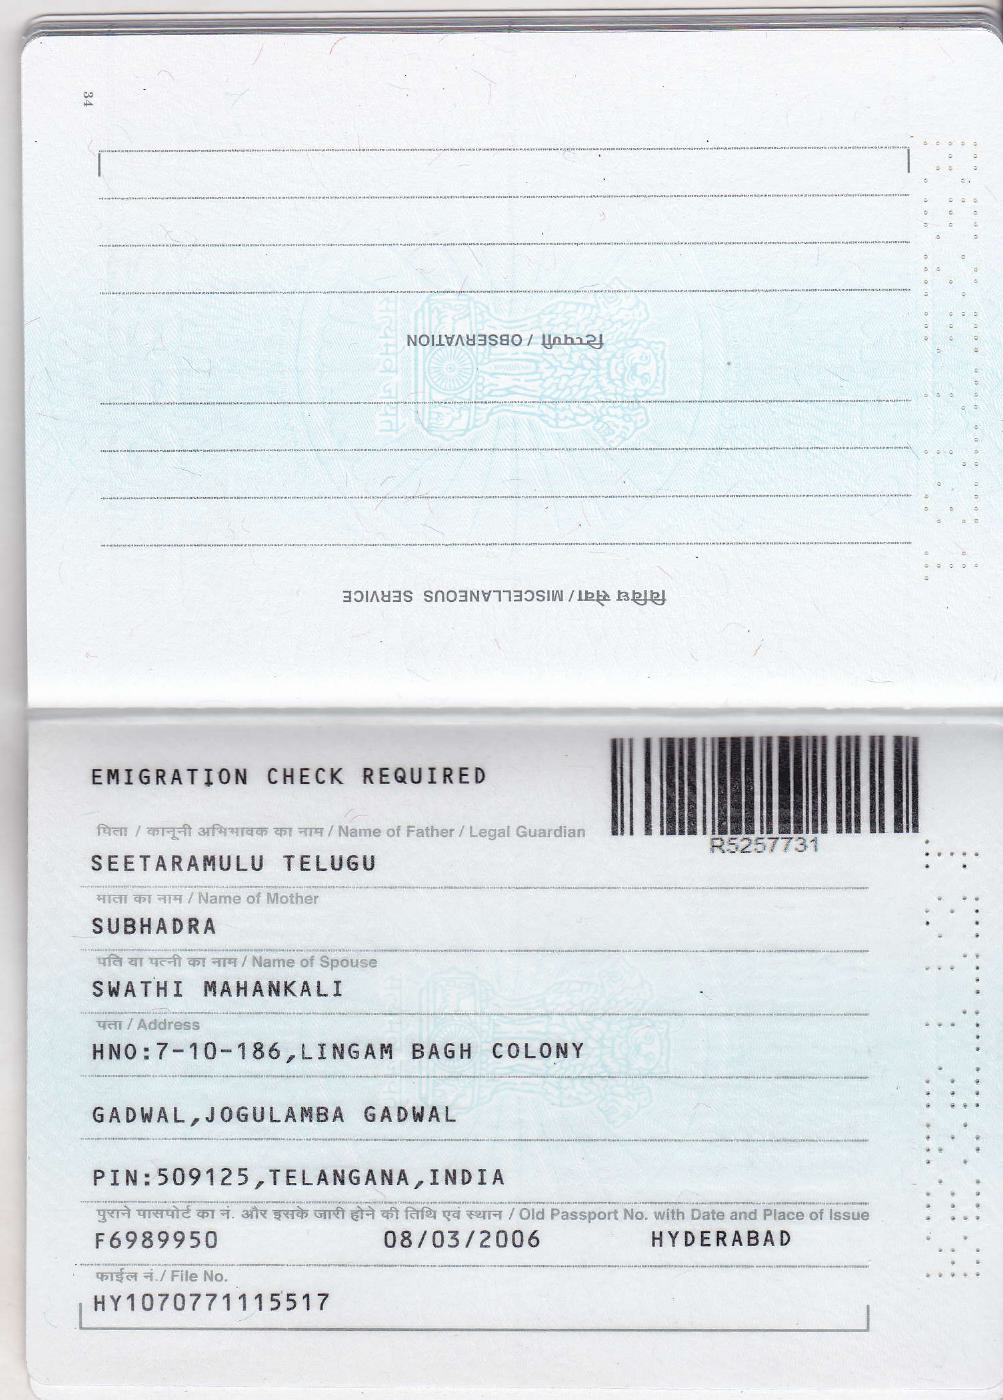 34
टिप्पणी / OBSERVATION
विविध सेवा / MISCELLANEOUS SERVICE
EMIGRATION CHECK REQUIRED
R5257731
पिता / कानूनी अभिभावक का नाम / Name of Father / Legal Guardian
SEETARAMULU TELUGU
माता का नाम / Name of Mother
SUBHADRA
पति या पत्नी का नाम / Name of Spouse
SWATHI MAHANKALI
पता / Address
HNO:7-10-186,LINGAM BAGH COLONY
GADWAL,JOGULAMBA GADWAL
PIN:509125,TELANGANA,INDIA
पुराने पासपोर्ट का नं. और इसके जारी होने की तिथि एवं स्थान / Old Passport No. with Date and Place of Issue
F6989950 08/03/2006 HYDERABAD
फाईल नं./ File No.
HY1070771115517